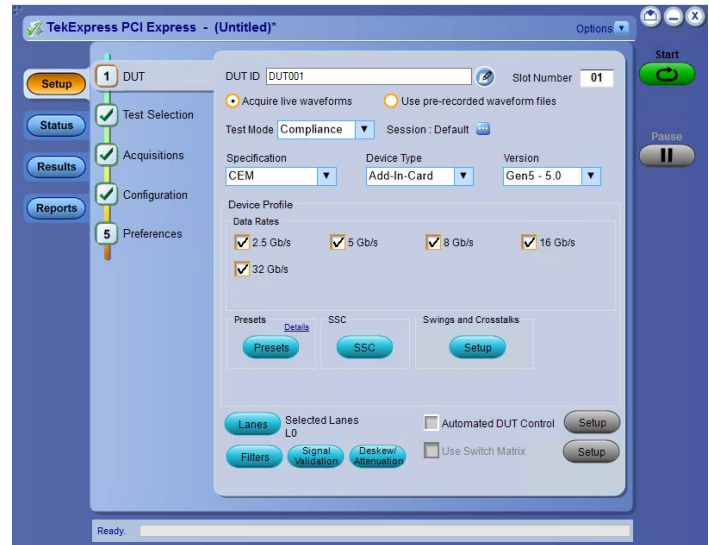 TekExpress PCI Express - (Untitled)*
Options
Start
Pause
Setup
Status
Results
Reports
1 DUT
Test Selection
Acquisitions
Configuration
5 Preferences
DUT ID DUT001
Slot Number 01
Acquire live waveforms
Use pre-recorded waveform files
Test Mode Compliance
Session : Default
Specification
Device Type
Version
CEM
Add-In-Card
Gen5 - 5.0
Device Profile
Data Rates
2.5 Gb/s
5 Gb/s
8 Gb/s
16 Gb/s
32 Gb/s
Presets
Details
SSC
Swings and Crosstalks
Presets
SSC
Setup
Lanes
Selected Lanes
L0
Automated DUT Control
Setup
Filters
Signal Validation
Deskew/ Attenuation
Use Switch Matrix
Setup
Ready.